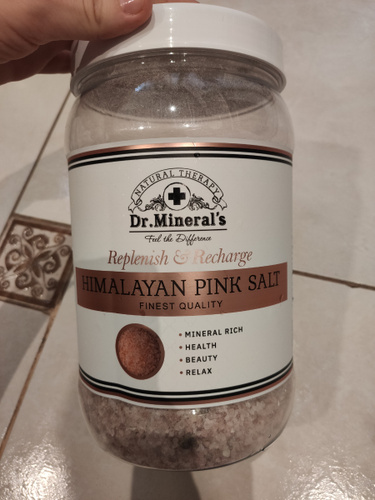 NATURAL THERAPY
Dr.Mineral's
Feel the Difference
Replenish & Recharge
HIMALAYAN PINK SALT
FINEST QUALITY
• MINERAL RICH
• HEALTH
• BEAUTY
• RELAX